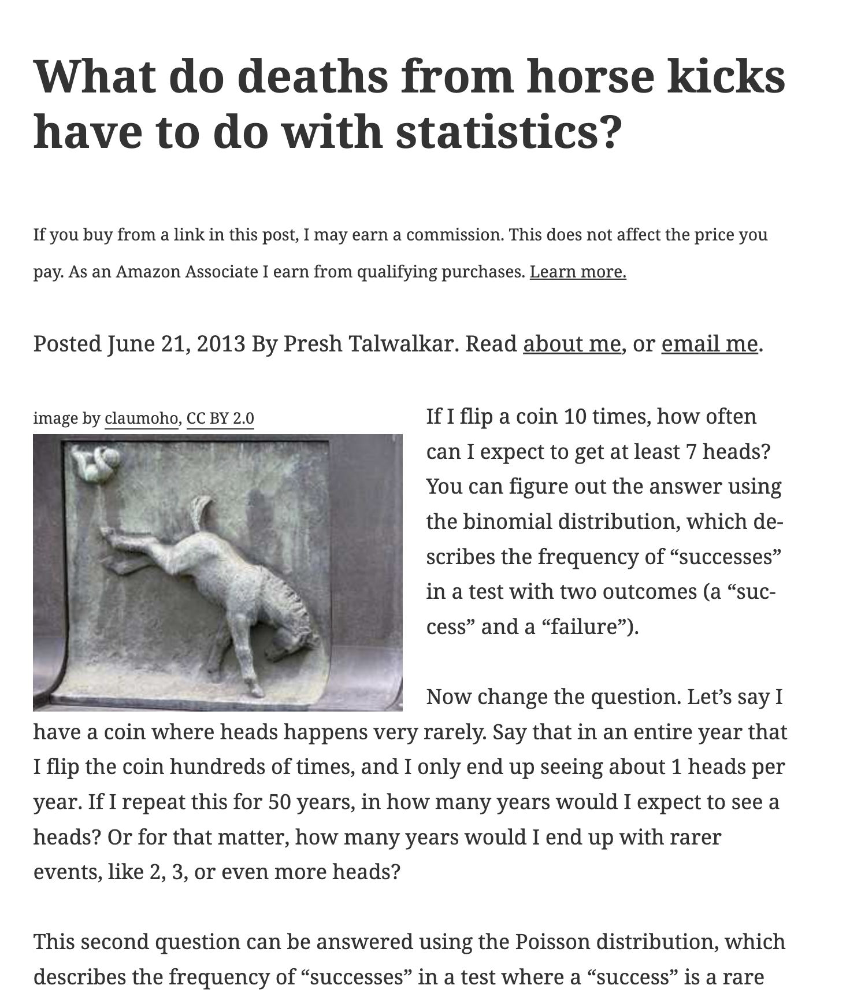 What do deaths from horse kicks
have to do with statistics?
If you buy from a link in this post, I may earn a commission. This does not affect the price you
pay. As an Amazon Associate I earn from qualifying purchases. Learn more.
Posted June 21, 2013 By Presh Talwalkar. Read about me, or email me.
image by claumoho, CC BY 2.0
If I flip a coin 10 times, how often
can I expect to get at least 7 heads?
You can figure out the answer using
the binomial distribution, which de-
scribes the frequency of “successes”
in a test with two outcomes (a “suc-
cess” and a “failure”).
Now change the question. Let’s say I
have a coin where heads happens very rarely. Say that in an entire year that
I flip the coin hundreds of times, and I only end up seeing about 1 heads per
year. If I repeat this for 50 years, in how many years would I expect to see a
heads? Or for that matter, how many years would I end up with rarer
events, like 2, 3, or even more heads?
This second question can be answered using the Poisson distribution, which
describes the frequency of “successes” in a test where a “success” is a rare